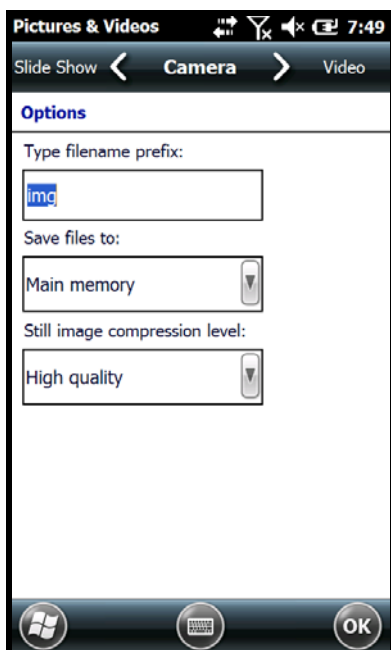 Pictures & Videos 7:49
Slide Show Camera Video
Options
Type filename prefix:
img
Save files to:
Main memory
Still image compression level:
High quality
OK